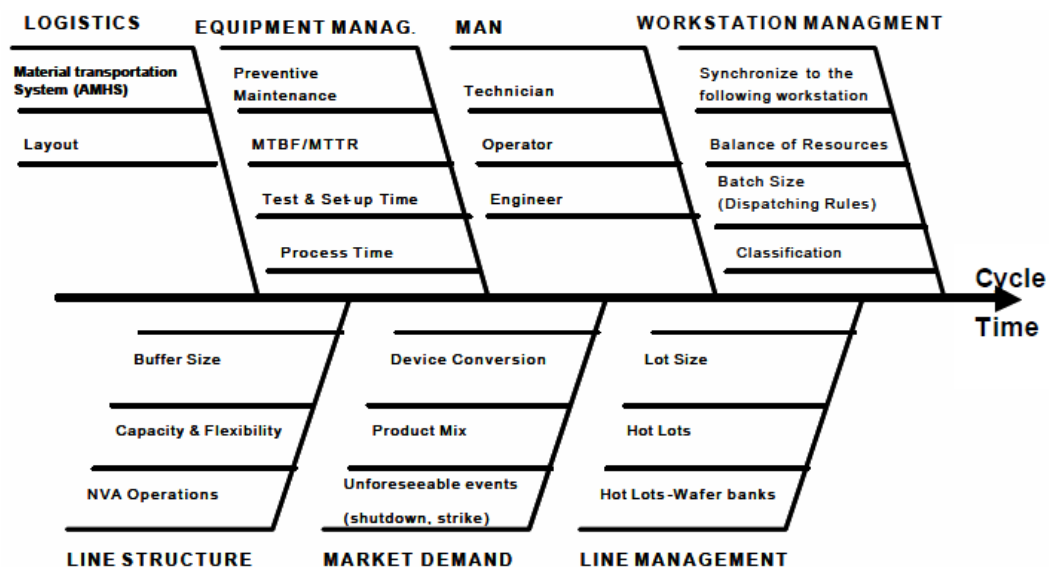 LOGISTICS
Material transportation
System (AMHS)
Layout
EQUIPMENT MANAG.
Preventive
Maintenance
MTBF/MTTR
Test & Set-up Time
Process Time
MAN
Technician
Operator
Engineer
WORKSTATION MANAGMENT
Synchronize to the
following workstation
Balance of Resources
Batch Size
(Dispatching Rules)
Classification
Cycle
Time
Buffer Size
Capacity & Flexibility
NVA Operations
LINE STRUCTURE
Device Conversion
Product Mix
Unforeseeable events
(shutdown, strike)
MARKET DEMAND
Lot Size
Hot Lots
Hot Lots-Wafer banks
LINE MANAGEMENT